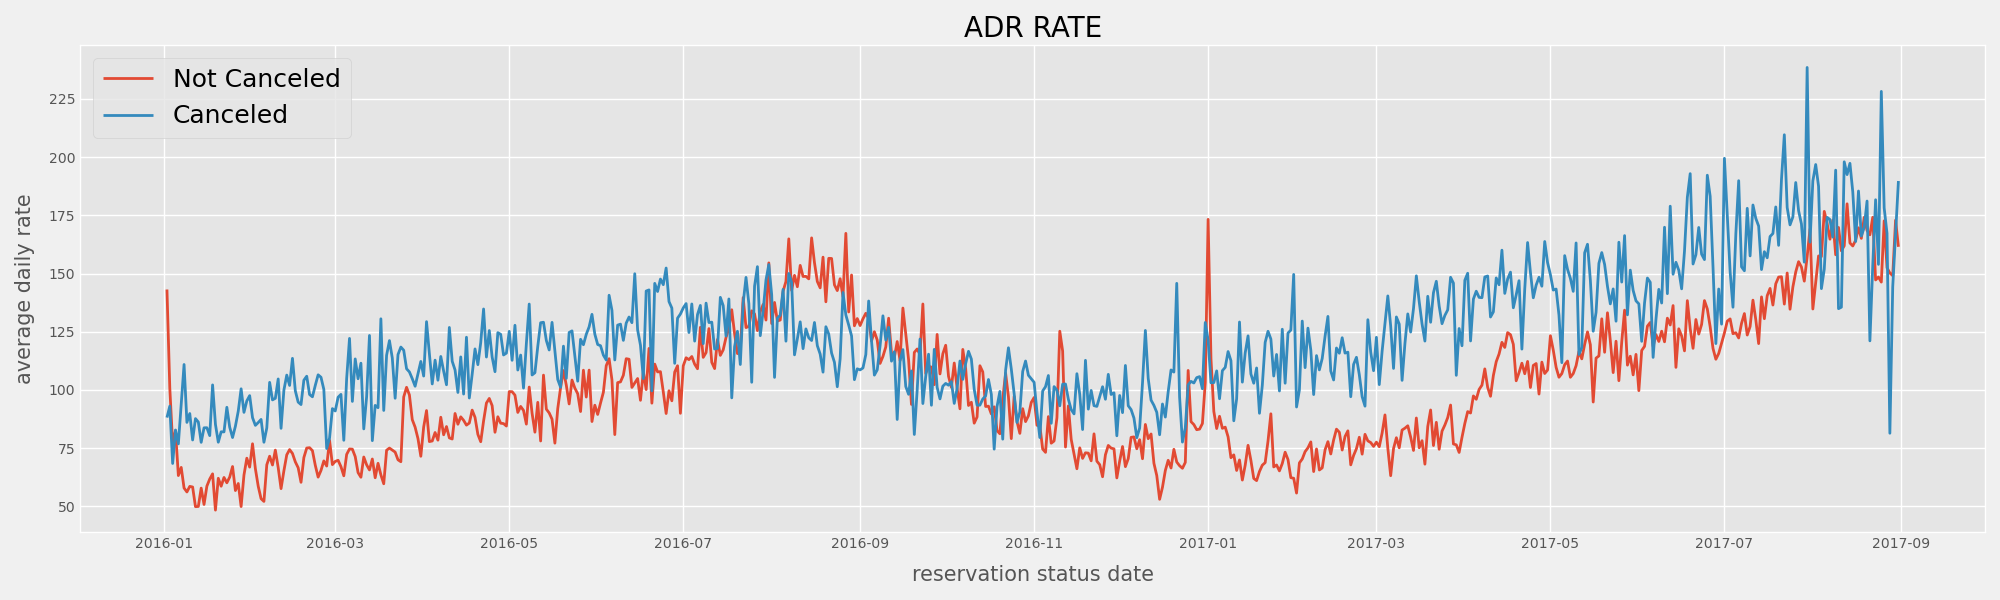 ADR RATE
Not Canceled
Canceled
225
200
175
150
125
100
75
50
average daily rate
2016-01 2016-03 2016-05 2016-07 2016-09 2016-11 2017-01 2017-03 2017-05 2017-07 2017-09
reservation status date